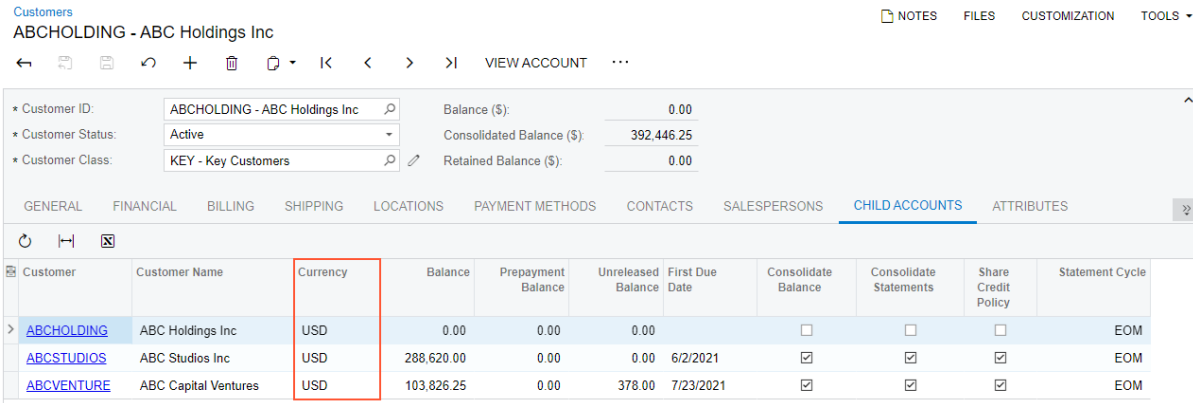 Customers
ABCHOLDING - ABC Holdings Inc
NOTES FILES CUSTOMIZATION TOOLS
VIEW ACCOUNT
* Customer ID: ABCHOLDING - ABC Holdings Inc Balance ($): 0.00
* Customer Status: Active Consolidated Balance ($): 392,446.25
* Customer Class: KEY - Key Customers Retained Balance ($): 0.00
GENERAL FINANCIAL BILLING SHIPPING LOCATIONS PAYMENT METHODS CONTACTS SALESPERSONS CHILD ACCOUNTS ATTRIBUTES
Customer Customer Name Currency Balance Prepayment Unreleased First Due Consolidate Consolidate Share Statement Cycle
Balance Balance Date Balance Statements Credit
Policy
ABCHOLDING ABC Holdings Inc USD 0.00 0.00 0.00 EOM
ABCSTUDIOS ABC Studios Inc USD 288,620.00 0.00 0.00 6/2/2021 EOM
ABCVENTURE ABC Capital Ventures USD 103,826.25 0.00 378.00 7/23/2021 EOM